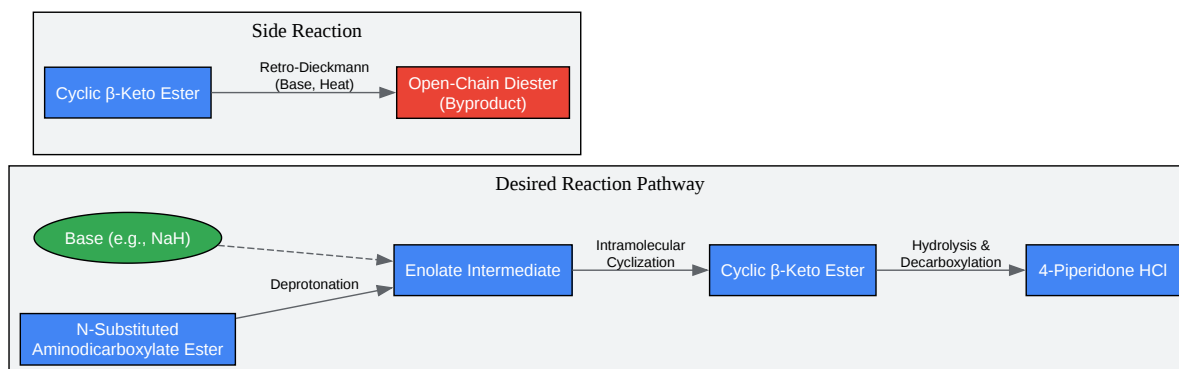 Side Reaction
Cyclic β-Keto Ester
Retro-Dieckmann
(Base, Heat)
Open-Chain Diester
(Byproduct)
Desired Reaction Pathway
Base (e.g., NaH)
Deprotonation
N-Substituted
Aminodicarboxylate Ester
Enolate Intermediate
Intramolecular
Cyclization
Cyclic β-Keto Ester
Hydrolysis &
Decarboxylation
4-Piperidone HCl